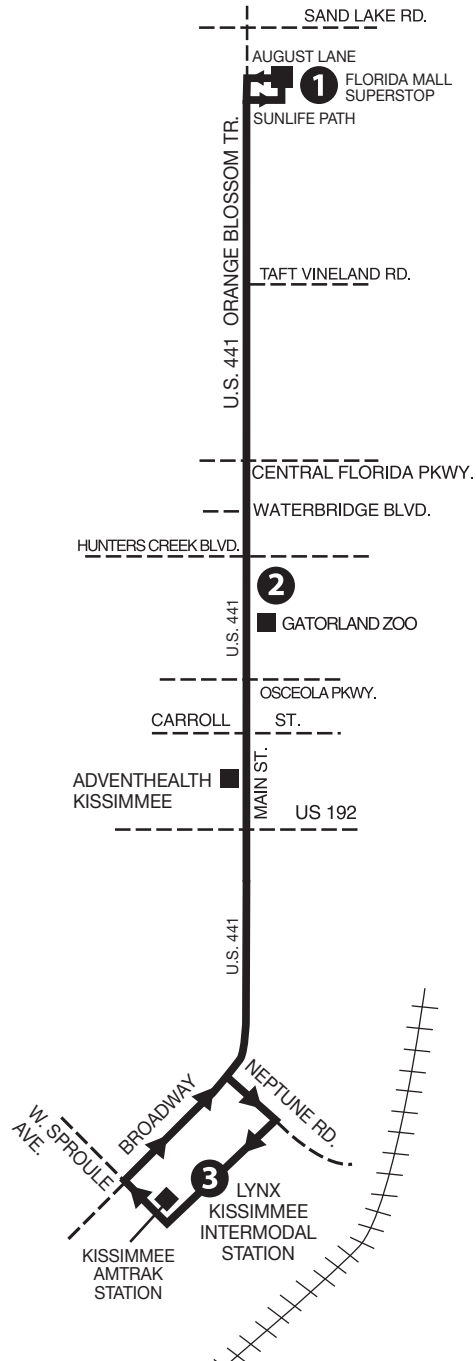 SAND LAKE RD.
AUGUST LANE
1
FLORIDA MALL
SUPERSTOP
SUNLIFE PATH
U.S. 441 ORANGE BLOSSOM TR.
TAFT VINELAND RD.
CENTRAL FLORIDA PKWY.
WATERBRIDGE BLVD.
HUNTERS CREEK BLVD.
2
U.S. 441
GATORLAND ZOO
OSCEOLA PKWY.
CARROLL ST.
ADVENTHEALTH
KISSIMMEE
MAIN ST.
US 192
U.S. 441
BROADWAY
NEPTUNE RD.
W. SPROULE
AVE.
3
LYNX
KISSIMMEE
INTERMODAL
STATION
KISSIMMEE
AMTRAK
STATION